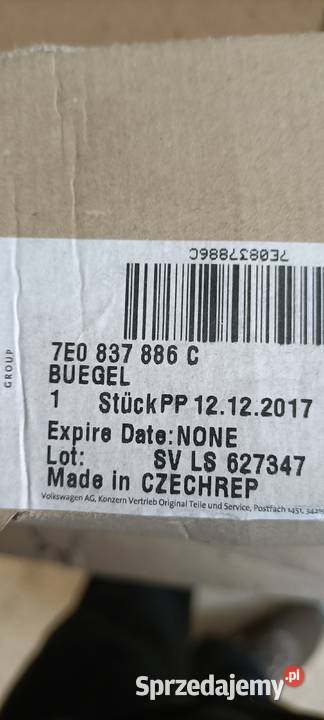 7E0837886C
GROUP
7E0 837 886 C
BUEGEL
1 Stück PP 12.12.2017
Expire Date: NONE
Lot: SV LS 627347
Made in CZECHREP
Volkswagen AG, Konzern Vertrieb Original Teile und Service, Postfach 1451,
Sprzedajemy.pl